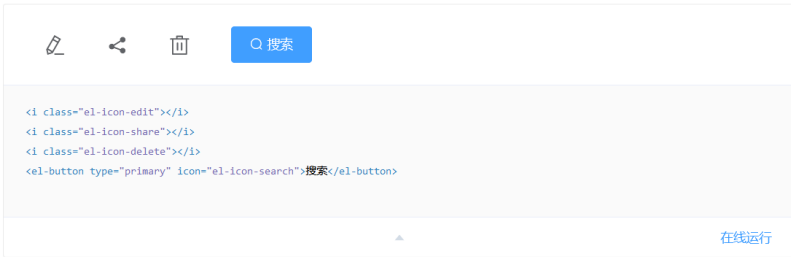 搜索
<i class="el-icon-edit"></i>
<i class="el-icon-share"></i>
<i class="el-icon-delete"></i>
<el-button type="primary" icon="el-icon-search">搜索</el-button>
在线运行